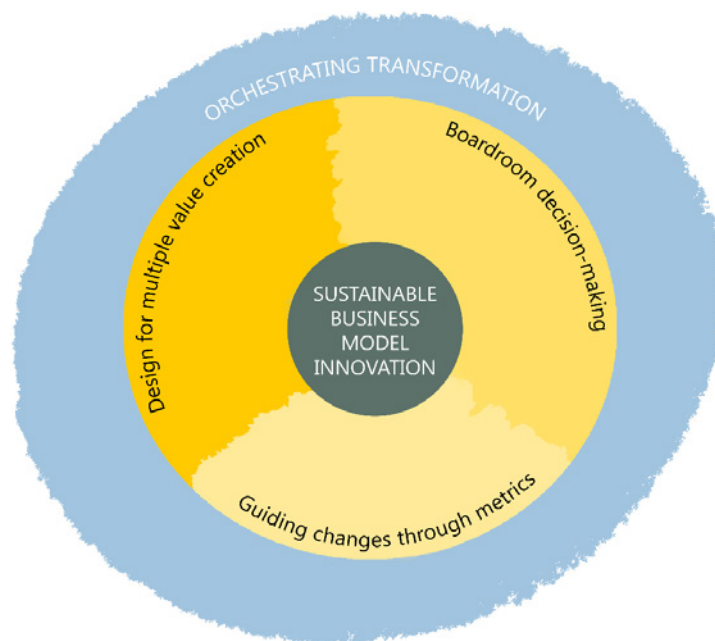 ORCHESTRATING TRANSFORMATION
Design for multiple value creation
Boardroom decision-making
SUSTAINABLE
BUSINESS
MODEL
INNOVATION
Guiding changes through metrics